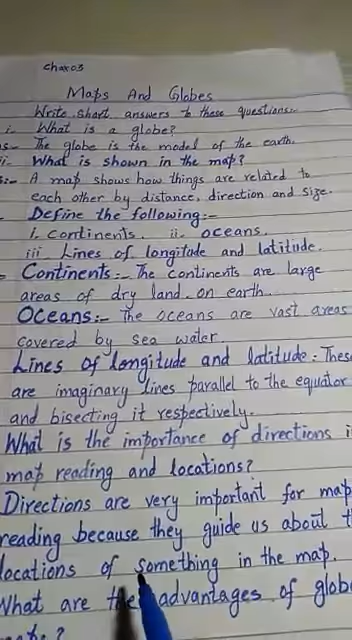 Chap 03
Maps And Globes
Write short answers to these questions:-
i. What is a globe?
s:- The globe is the model of the earth.
ii. What is shown in the map?
s:- A map shows how things are related to
each other by distance, direction and size.
Define the following:-
i. continents. ii. oceans.
iii. Lines of longitude and latitude.
Continents:- The continents are large
areas of dry land on earth.
Oceans:- The oceans are vast areas
covered by sea water.
Lines of longitude and latitude:- These
are imaginary lines parallel to the equator
and bisecting it respectively.
What is the importance of directions i
map reading and locations?
Directions are very important for map
reading because they guide us about t
locations of something in the map.
What are the advantages of globe